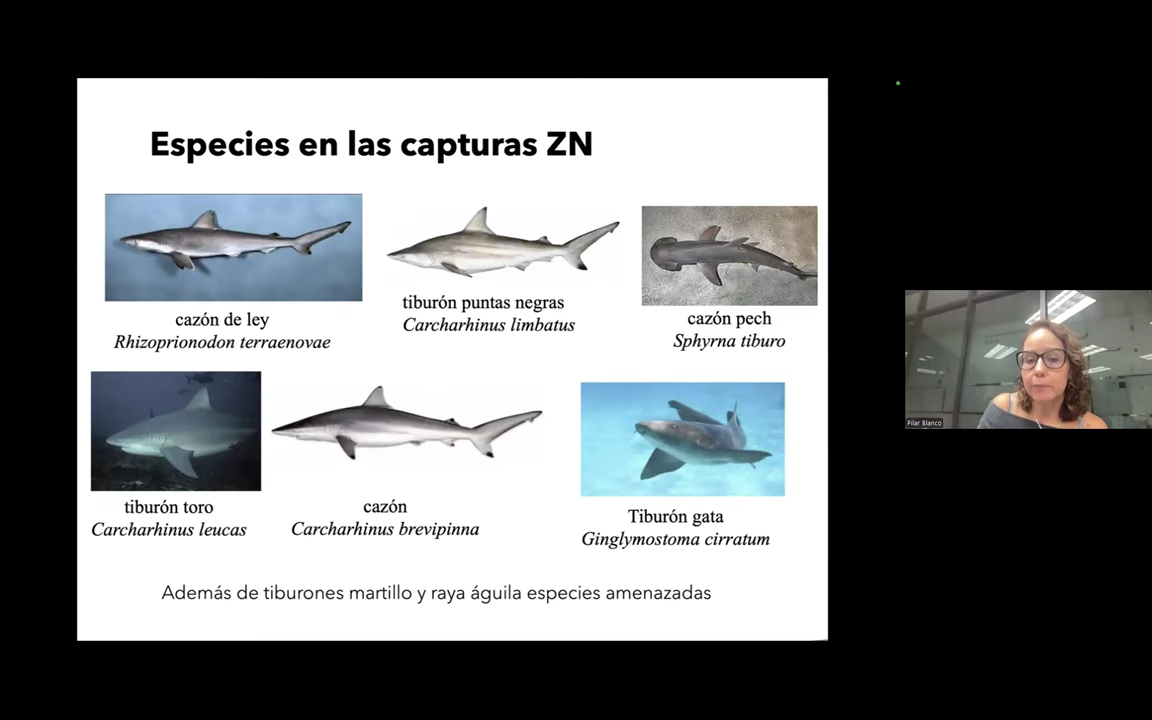 Especies en las capturas ZN
cazón de ley
Rhizoprionodon terraenovae
tiburón puntas negras
Carcharhinus limbatus
cazón pech
Sphyrna tiburo
tiburón toro
Carcharhinus leucas
cazón
Carcharhinus brevipinna
Tiburón gata
Ginglymostoma cirratum
Además de tiburones martillo y raya águila especies amenazadas
Pilar Blanco